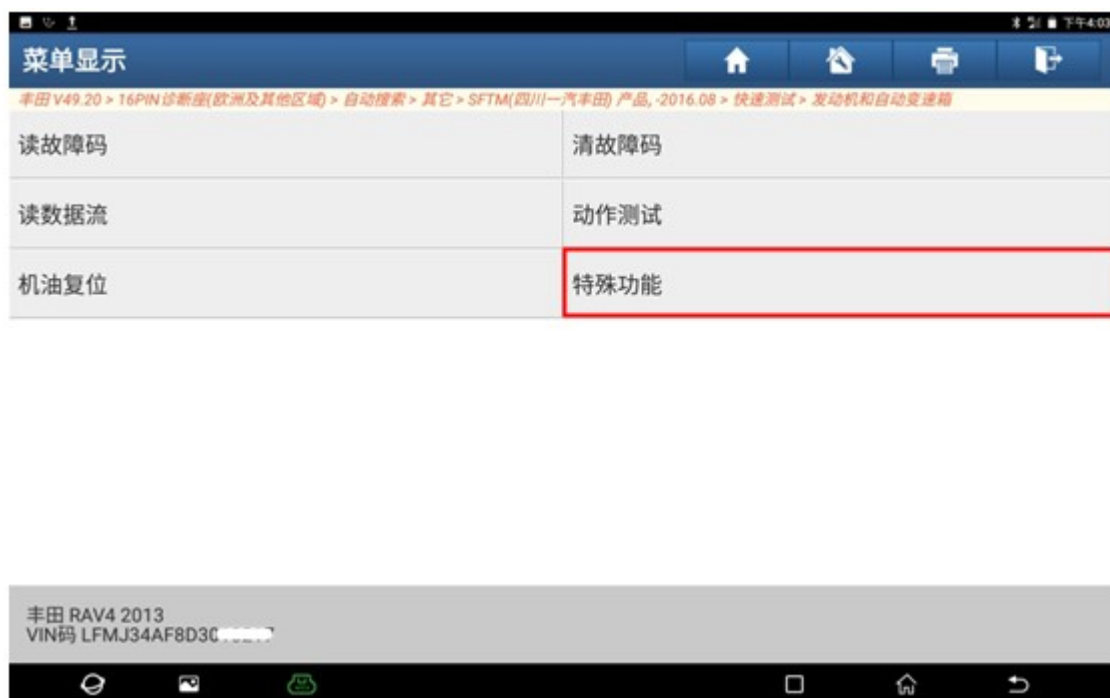 下午4:03
菜单显示
丰田 V49.20 > 16PIN诊断座(欧洲及其他区域) > 自动搜索 > 其它 > SFTM(四川一汽丰田) 产品, -2016.08 > 快速测试 > 发动机和自动变速箱
读故障码 清故障码
读数据流 动作测试
机油复位 特殊功能
丰田 RAV4 2013
VIN码 LFMJ34AF8D30